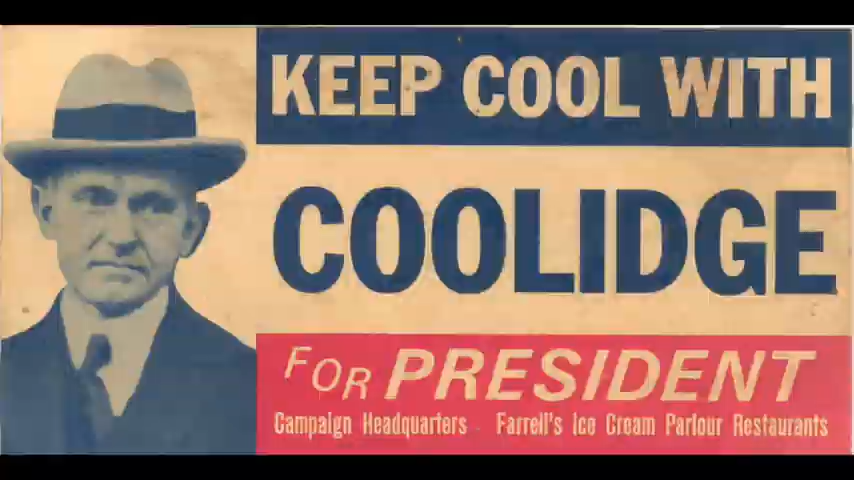 KEEP COOL WITH
COOLIDGE
FOR PRESIDENT
Campaign Headquarters - Farrell's Ice Cream Parlour Restaurants